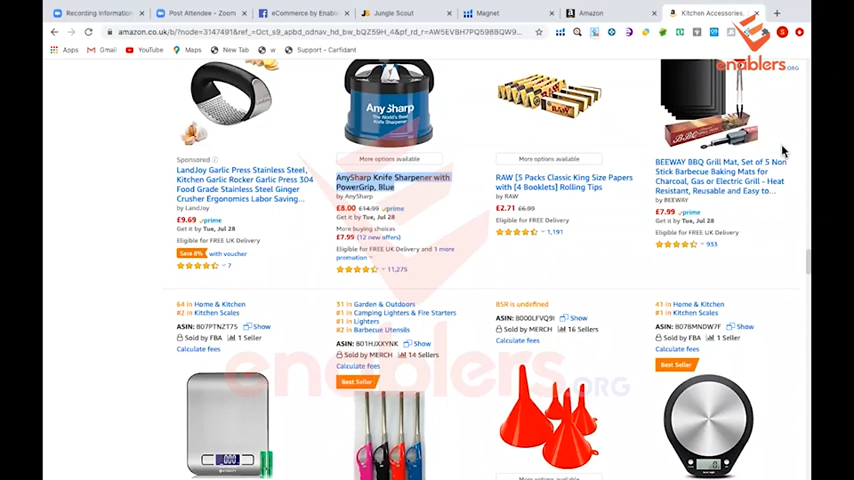 Recording Information
Post Attendee - Zoom
eCommerce by Enable
Jungle Scout
Magnet
Amazon
Kitchen Accessories
amazon.co.uk/b/?node=3147491&ref_=Oct_s9_apbd_odnav_hd_bw_bQZ59H_4&pf_rd_r=AW5EVBH7PQ598BQW9...
Apps
Gmail
YouTube
Maps
New Tab
w
Support - Carfidant
enablers.ORG
AnySharp
The World's Best
Knife Sharpener
RAW
More options available
More options available
Sponsored
LandJoy Garlic Press Stainless Steel,
Kitchen Garlic Rocker Garlic Press 304
Food Grade Stainless Steel Ginger
Crusher Ergonomics Labor Saving...
by LandJoy
£9.69 prime
Get it by Tue, Jul 28
Eligible for FREE UK Delivery
Save 8% with voucher
7
AnySharp Knife Sharpener with
PowerGrip, Blue
by AnySharp
£8.00 £14.99 prime
Get it by Tue, Jul 28
More buying choices
£7.99 (12 new offers)
Eligible for FREE UK Delivery and 1 more
promotion
11,275
RAW [5 Packs Classic King Size Papers
with [4 Booklets] Rolling Tips
by RAW
£2.71 £6.99
1,191
BEEWAY BBQ Grill Mat, Set of 5 Non
Stick Barbecue Baking Mats for
Charcoal, Gas or Electric Grill - Heat
Resistant, Reusable and Easy to...
by BEEWAY
£7.99 prime
Get it by Tue, Jul 28
Eligible for FREE UK Delivery
933
64 in Home & Kitchen
#2 in Kitchen Scales
ASIN: B07PTNZT75 Show
Sold by FBA 1 Seller
Calculate fees
51 in Garden & Outdoors
#1 in Camping Lighters & Fire Starters
#1 in Lighters
#2 in Barbecue Utensils
ASIN: B01HJXXYNK Show
Sold by MERCH 14 Sellers
Calculate fees
Best Seller
BSR is undefined
ASIN: B000LFVQ9I Show
Sold by MERCH 16 Sellers
Calculate fees
41 in Home & Kitchen
#1 in Kitchen Scales
ASIN: B078MNDW7F Show
Sold by FBA 1 Seller
Calculate fees
Best Seller
enablers.ORG